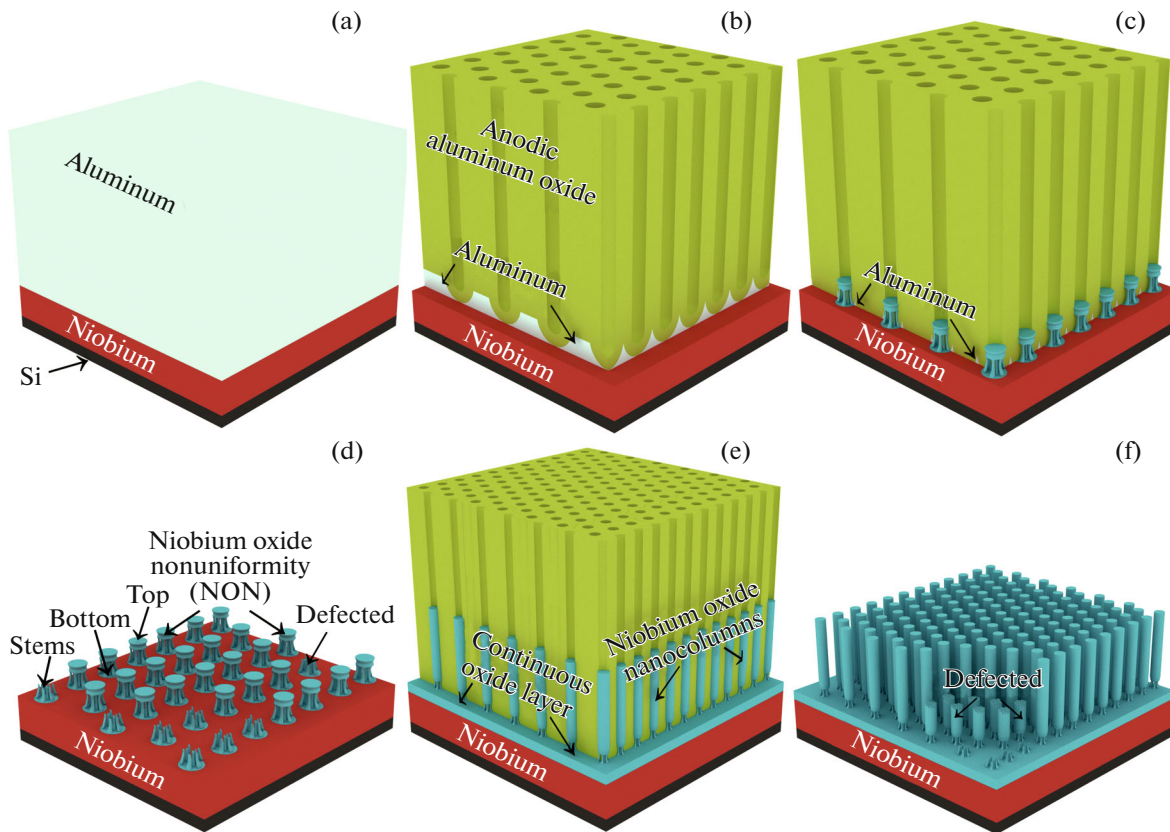 (a)
Aluminum
Niobium
Si
(b)
Anodic
aluminum oxide
Aluminum
Niobium
(c)
Aluminum
Niobium
(d)
Niobium oxide
nonuniformity
(NON)
Top
Bottom
Defected
Stems
Niobium
(e)
Niobium oxide
nanocolumns
Continuous
oxide layer
Niobium
(f)
Defected
Niobium